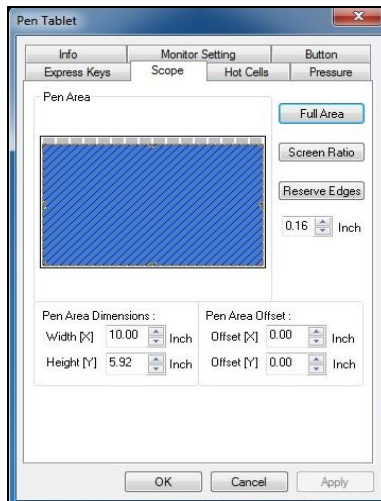 Pen Tablet
Info Monitor Setting Button
Express Keys Scope Hot Cells Pressure
Pen Area
Full Area
Screen Ratio
Reserve Edges
0.16 Inch
Pen Area Dimensions : Pen Area Offset :
Width [X] 10.00 Inch Offset [X] 0.00 Inch
Height [Y] 5.92 Inch Offset [Y] 0.00 Inch
OK Cancel Apply